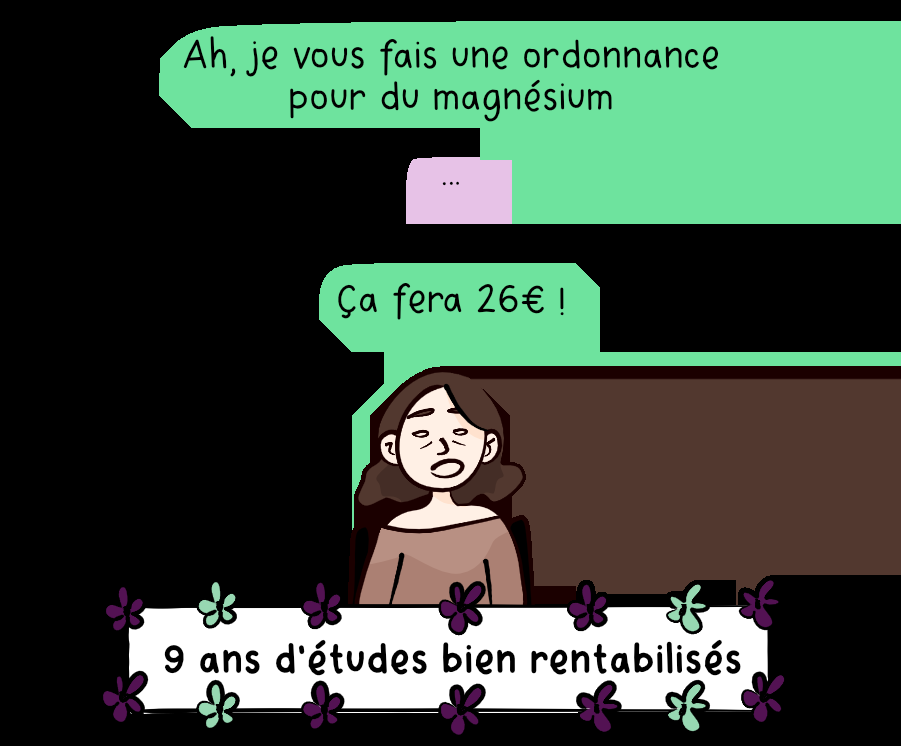 Ah, je vous fais une ordonnance
pour du magnésium
...
Ça fera 26€ !
9 ans d'études bien rentabilisés